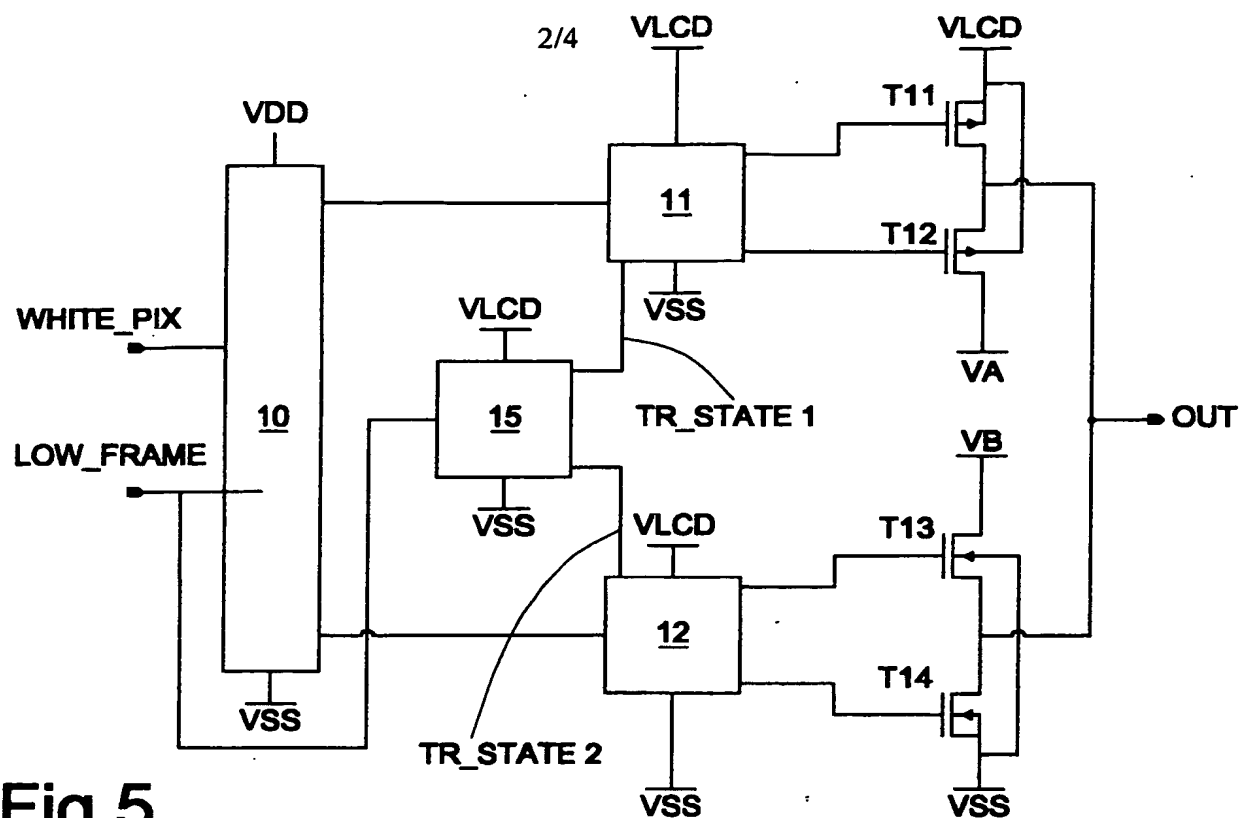 2/4
VLCD
VLCD
VDD
T11
11
T12
VSS
WHITE_PIX
VLCD
VA
10
15
TR_STATE 1
OUT
LOW_FRAME
VB
VSS
VLCD
T13
12
T14
VSS
TR_STATE 2
VSS
VSS
Fig.5